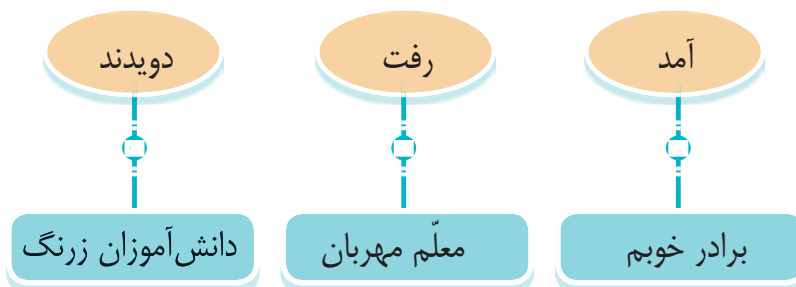 آمد
رفت
دویدند
برادر خوبم
معلّم مهربان
دانش‌آموزان زرنگ